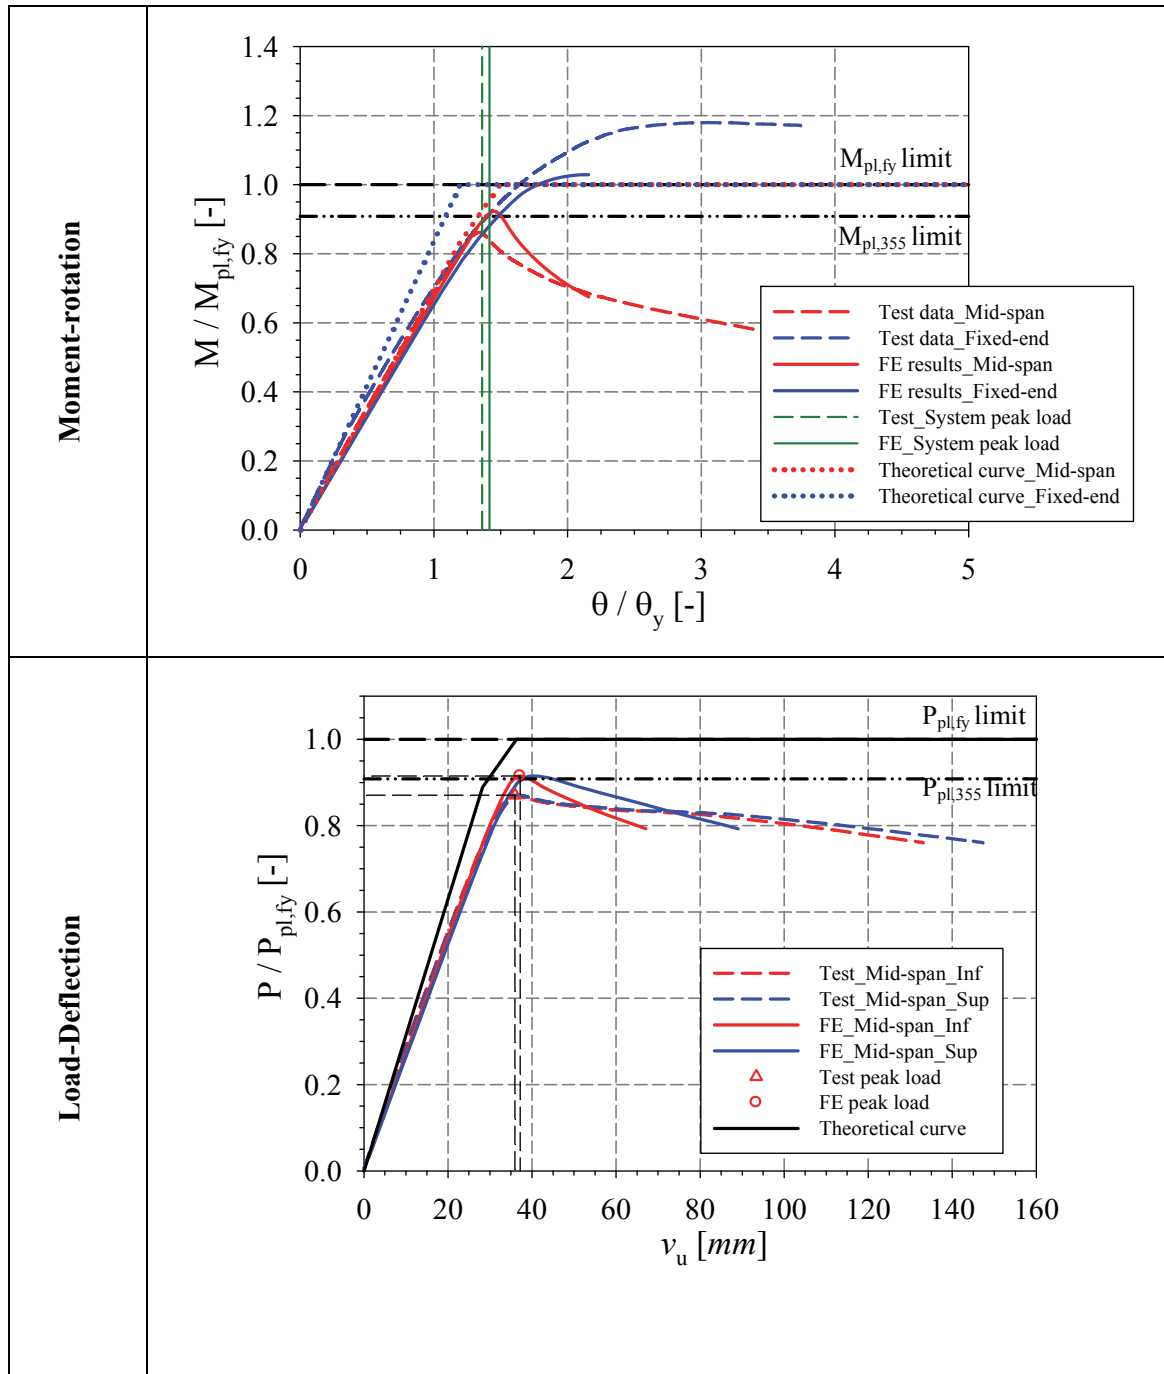 Moment-rotation
M / Mpl,fy [-]
1.4
1.2
1.0
0.8
0.6
0.4
0.2
0.0
Mpl,fy limit
Mpl,355 limit
Test data_Mid-span
Test data_Fixed-end
FE results_Mid-span
FE results_Fixed-end
Test_System peak load
FE_System peak load
Theoretical curve_Mid-span
Theoretical curve_Fixed-end
0 1 2 3 4 5
θ / θy [-]
Load-Deflection
P / Ppl,fy [-]
Ppl,fy limit
1.0
Ppl,355 limit
0.8
0.6
0.4
0.2
0.0
Test_Mid-span_Inf
Test_Mid-span_Sup
FE_Mid-span_Inf
FE_Mid-span_Sup
Test peak load
FE peak load
Theoretical curve
0 20 40 60 80 100 120 140 160
vu [mm]